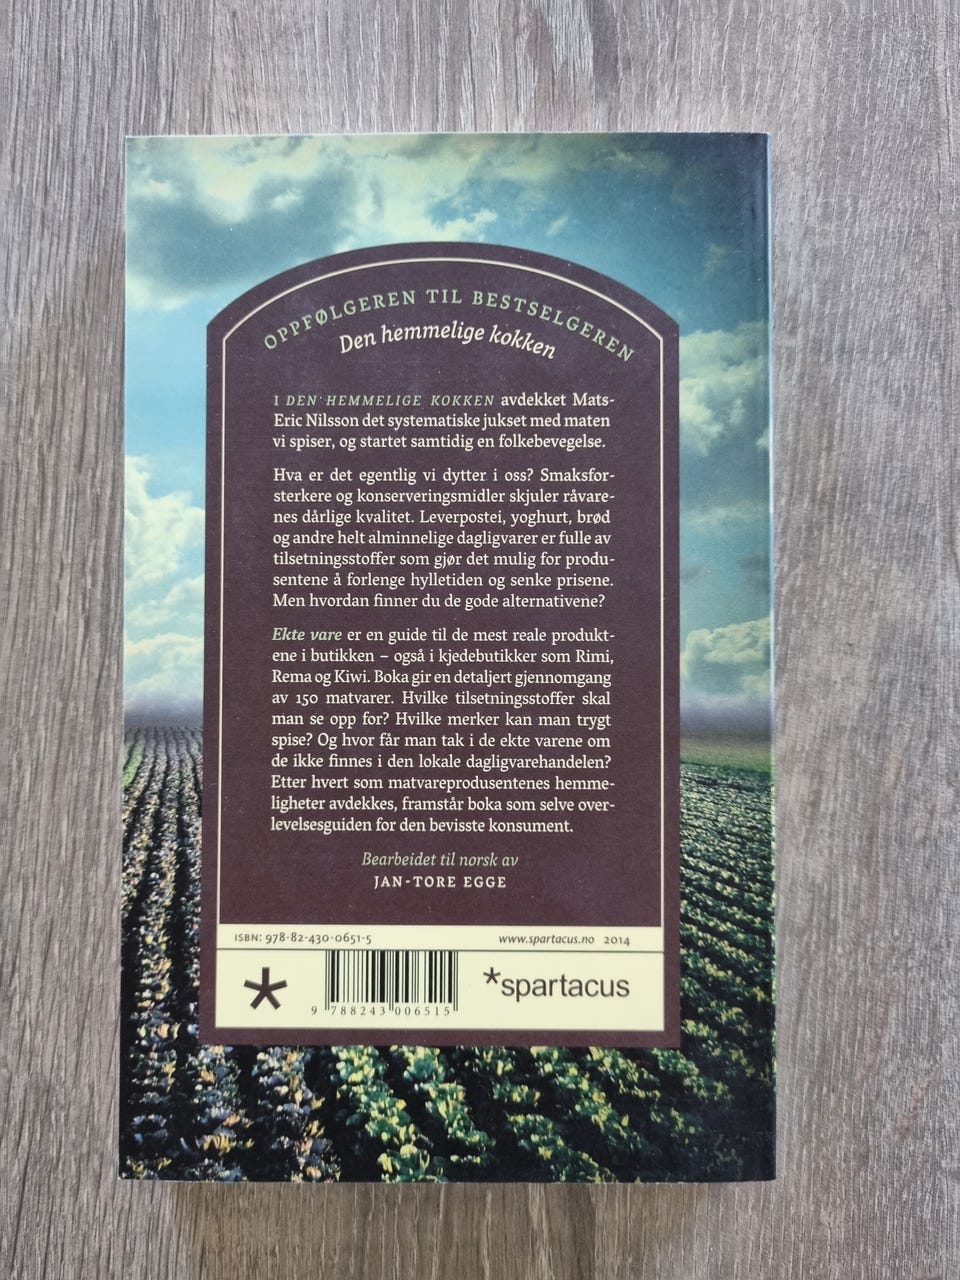 OPPFØLGEREN TIL BESTSELGEREN
Den hemmelige kokken
I DEN HEMMELIGE KOKKEN avdekket Mats-
Eric Nilsson det systematiske jukset med maten
vi spiser, og startet samtidig en folkebevegelse.
Hva er det egentlig vi dytter i oss? Smaksfor-
sterkere og konserveringsmidler skjuler råvare-
nes dårlige kvalitet. Leverpostei, yoghurt, brød
og andre helt alminnelige dagligvarer er fulle av
tilsetningsstoffer som gjør det mulig for produ-
sentene å forlenge hylletiden og senke prisene.
Men hvordan finner du de gode alternativene?
Ekte vare er en guide til de mest reale produkt-
ene i butikken – også i kjedebutikker som Rimi,
Rema og Kiwi. Boka gir en detaljert gjennomgang
av 150 matvarer. Hvilke tilsetningsstoffer skal
man se opp for? Hvilke merker kan man trygt
spise? Og hvor får man tak i de ekte varene om
de ikke finnes i den lokale dagligvarehandelen?
Etter hvert som matvareprodusentenes hemme-
ligheter avdekkes, framstår boka som selve over-
levelsesguiden for den bevisste konsument.
Bearbeidet til norsk av
JAN-TORE EGGE
ISBN: 978-82-430-0651-5
www.spartacus.no 2014
*spartacus
9 788243 006515